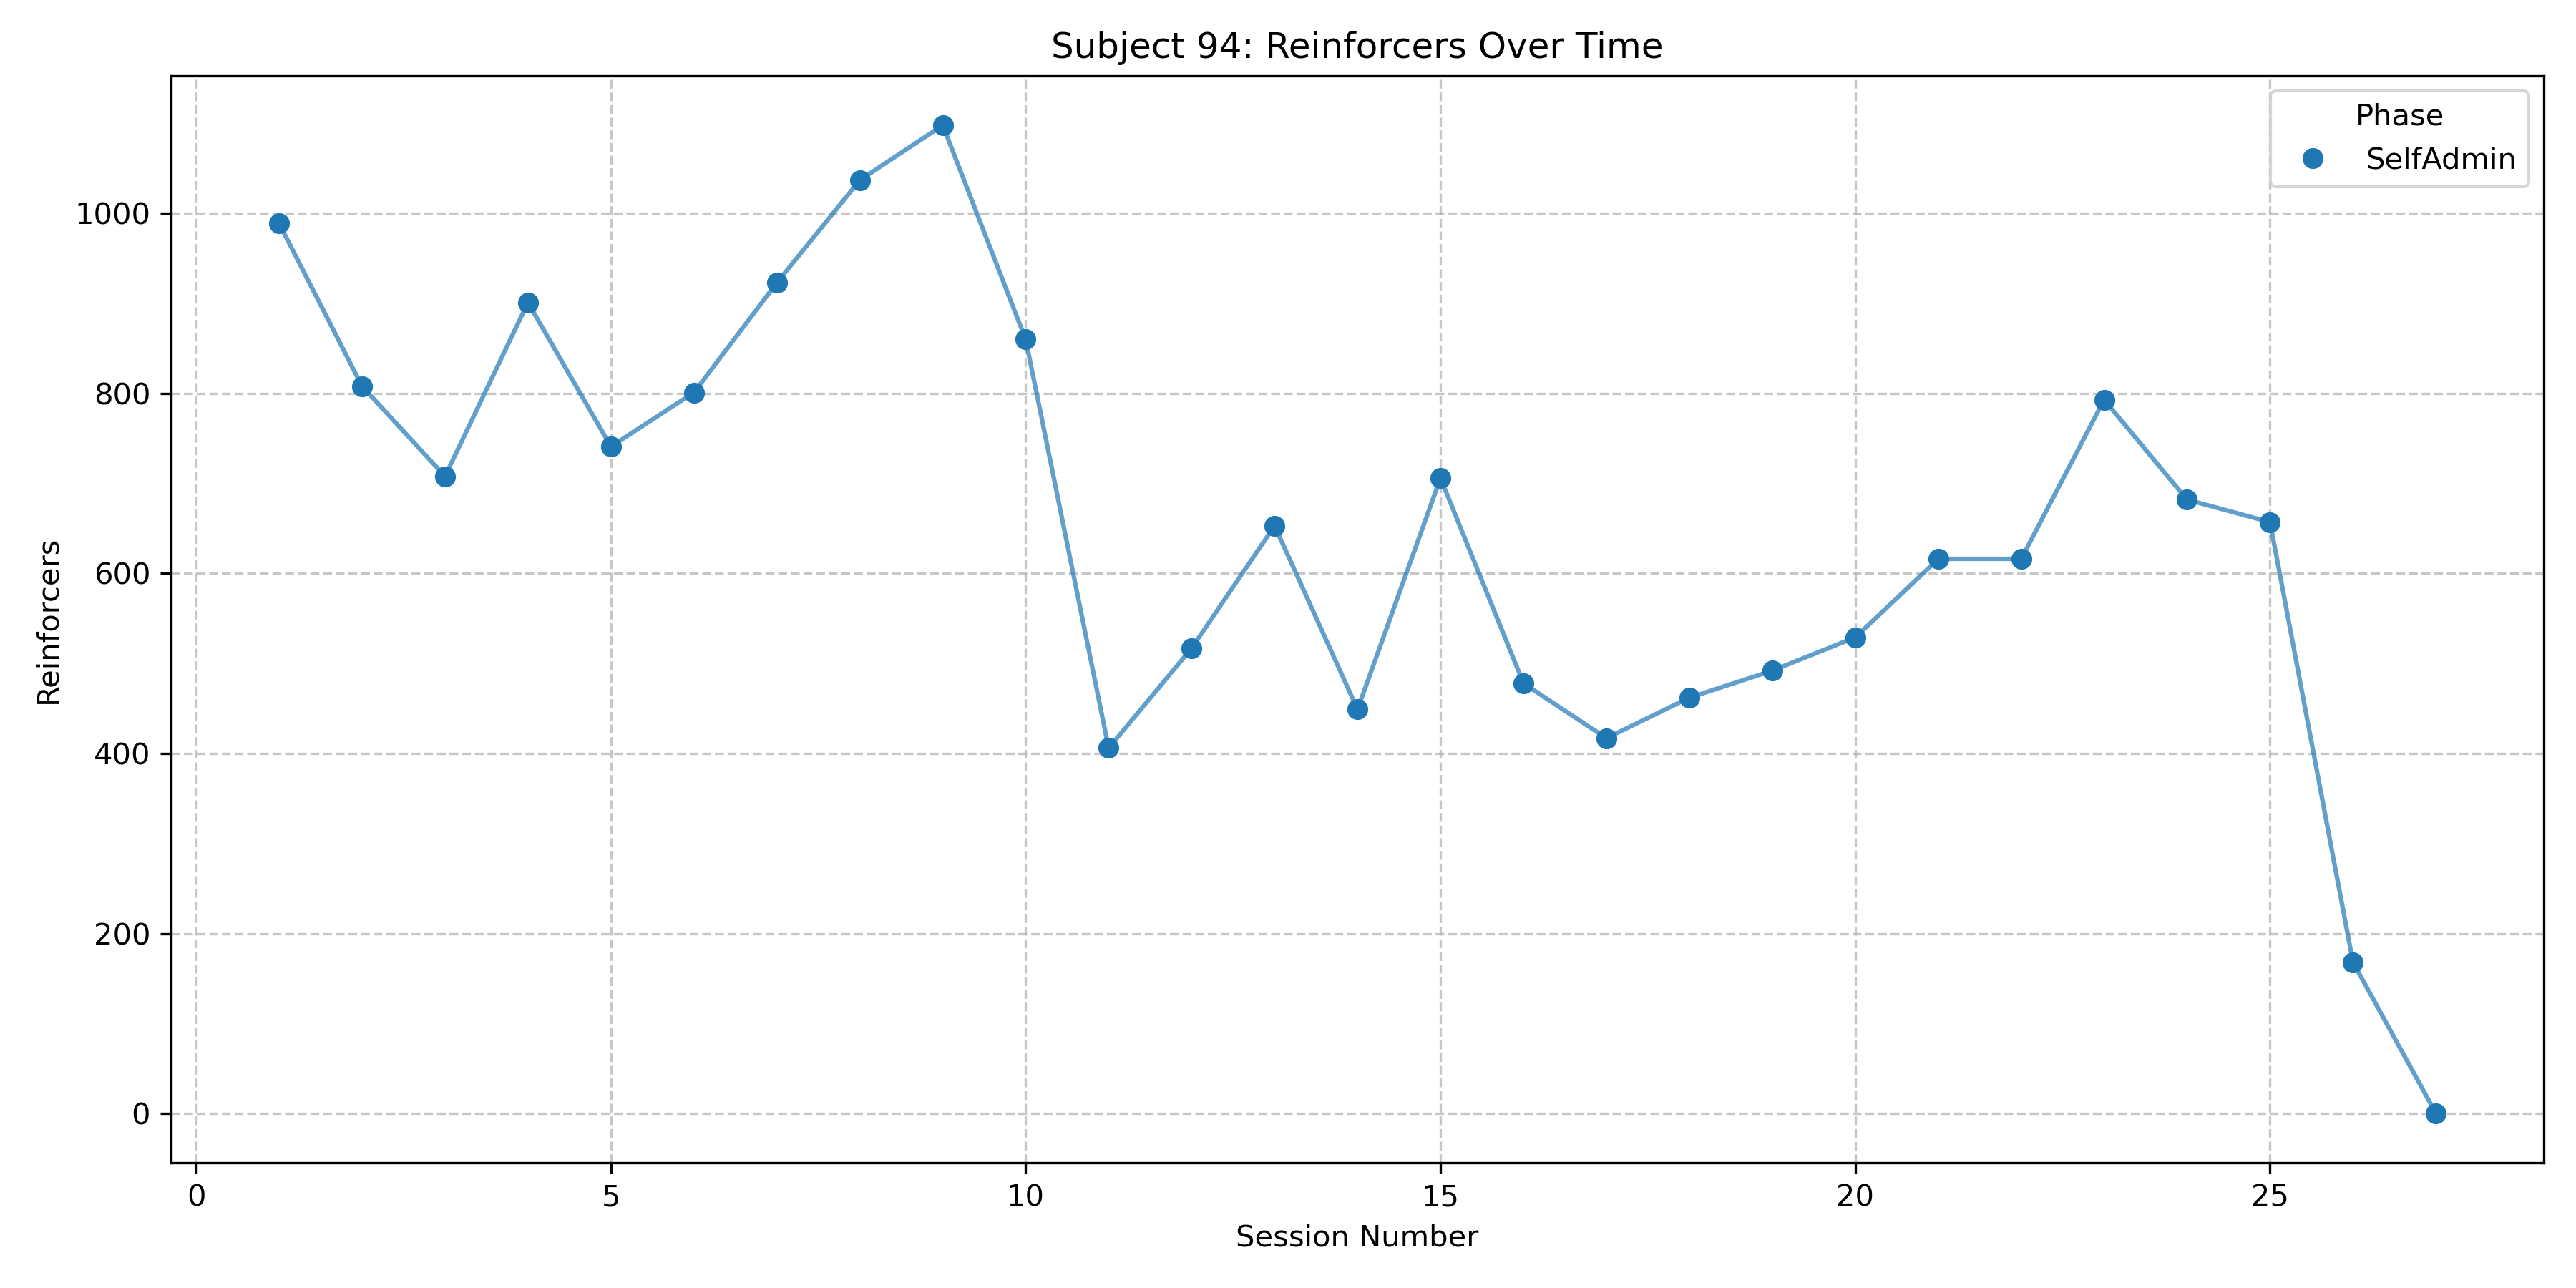 Subject 94: Reinforcers Over Time
Phase
SelfAdmin
1000
800
600
400
200
0
Reinforcers
0 5 10 15 20 25
Session Number